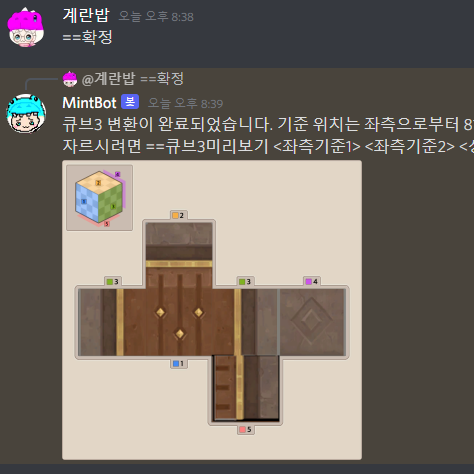 계란밥 오늘 오후 8:38
==확정
@계란밥 ==확정
MintBot 봇 오늘 오후 8:39
큐브3 변환이 완료되었습니다. 기준 위치는 좌측으로부터 8
자르시려면 ==큐브3미리보기 <좌측기준1> <좌측기준2> <
2
3
3
4
1
5